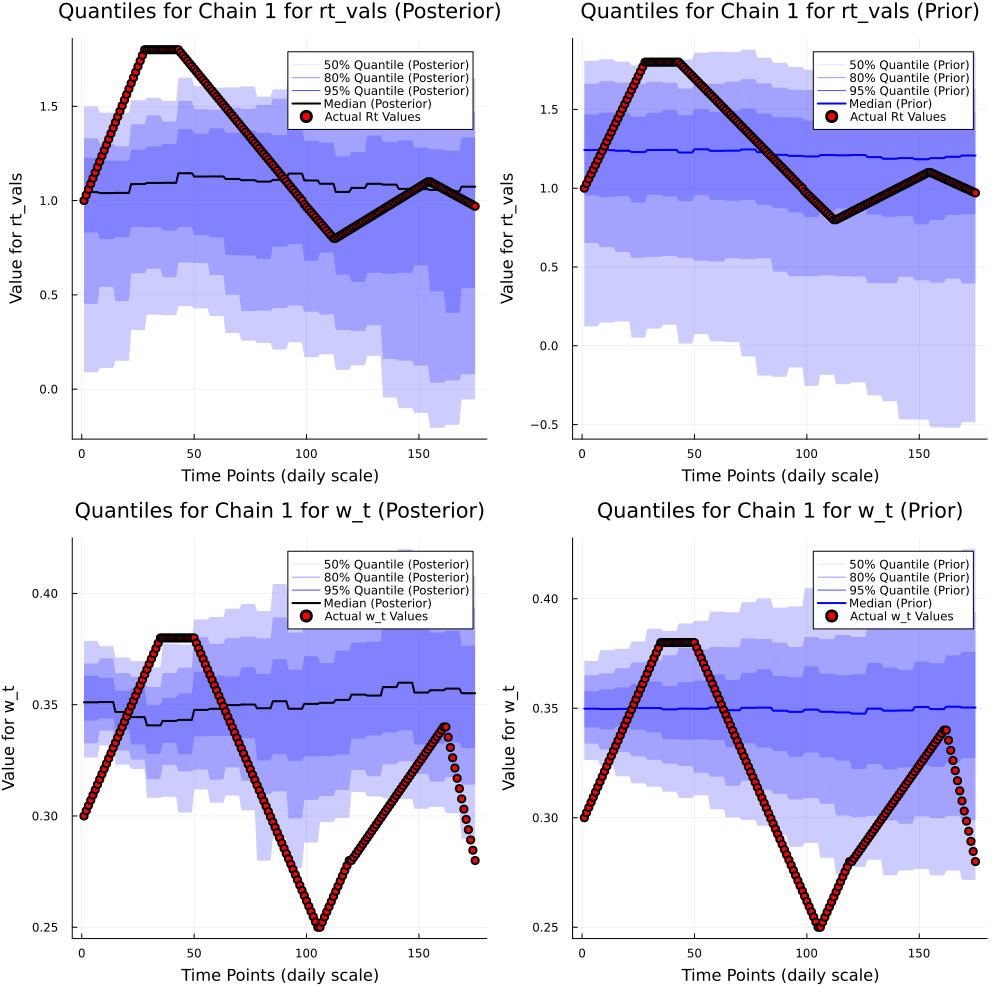 Quantiles for Chain 1 for rt_vals (Posterior)
Value for rt_vals
1.5
1.0
0.5
0.0
50% Quantile (Posterior)
80% Quantile (Posterior)
95% Quantile (Posterior)
Median (Posterior)
Actual Rt Values
0
50
100
150
Time Points (daily scale)
Quantiles for Chain 1 for rt_vals (Prior)
Value for rt_vals
1.5
1.0
0.5
0.0
−0.5
50% Quantile (Prior)
80% Quantile (Prior)
95% Quantile (Prior)
Median (Prior)
Actual Rt Values
0
50
100
150
Time Points (daily scale)
Quantiles for Chain 1 for w_t (Posterior)
Value for w_t
0.40
0.35
0.30
0.25
50% Quantile (Posterior)
80% Quantile (Posterior)
95% Quantile (Posterior)
Median (Posterior)
Actual w_t Values
0
50
100
150
Time Points (daily scale)
Quantiles for Chain 1 for w_t (Prior)
Value for w_t
0.40
0.35
0.30
0.25
50% Quantile (Prior)
80% Quantile (Prior)
95% Quantile (Prior)
Median (Prior)
Actual w_t Values
0
50
100
150
Time Points (daily scale)